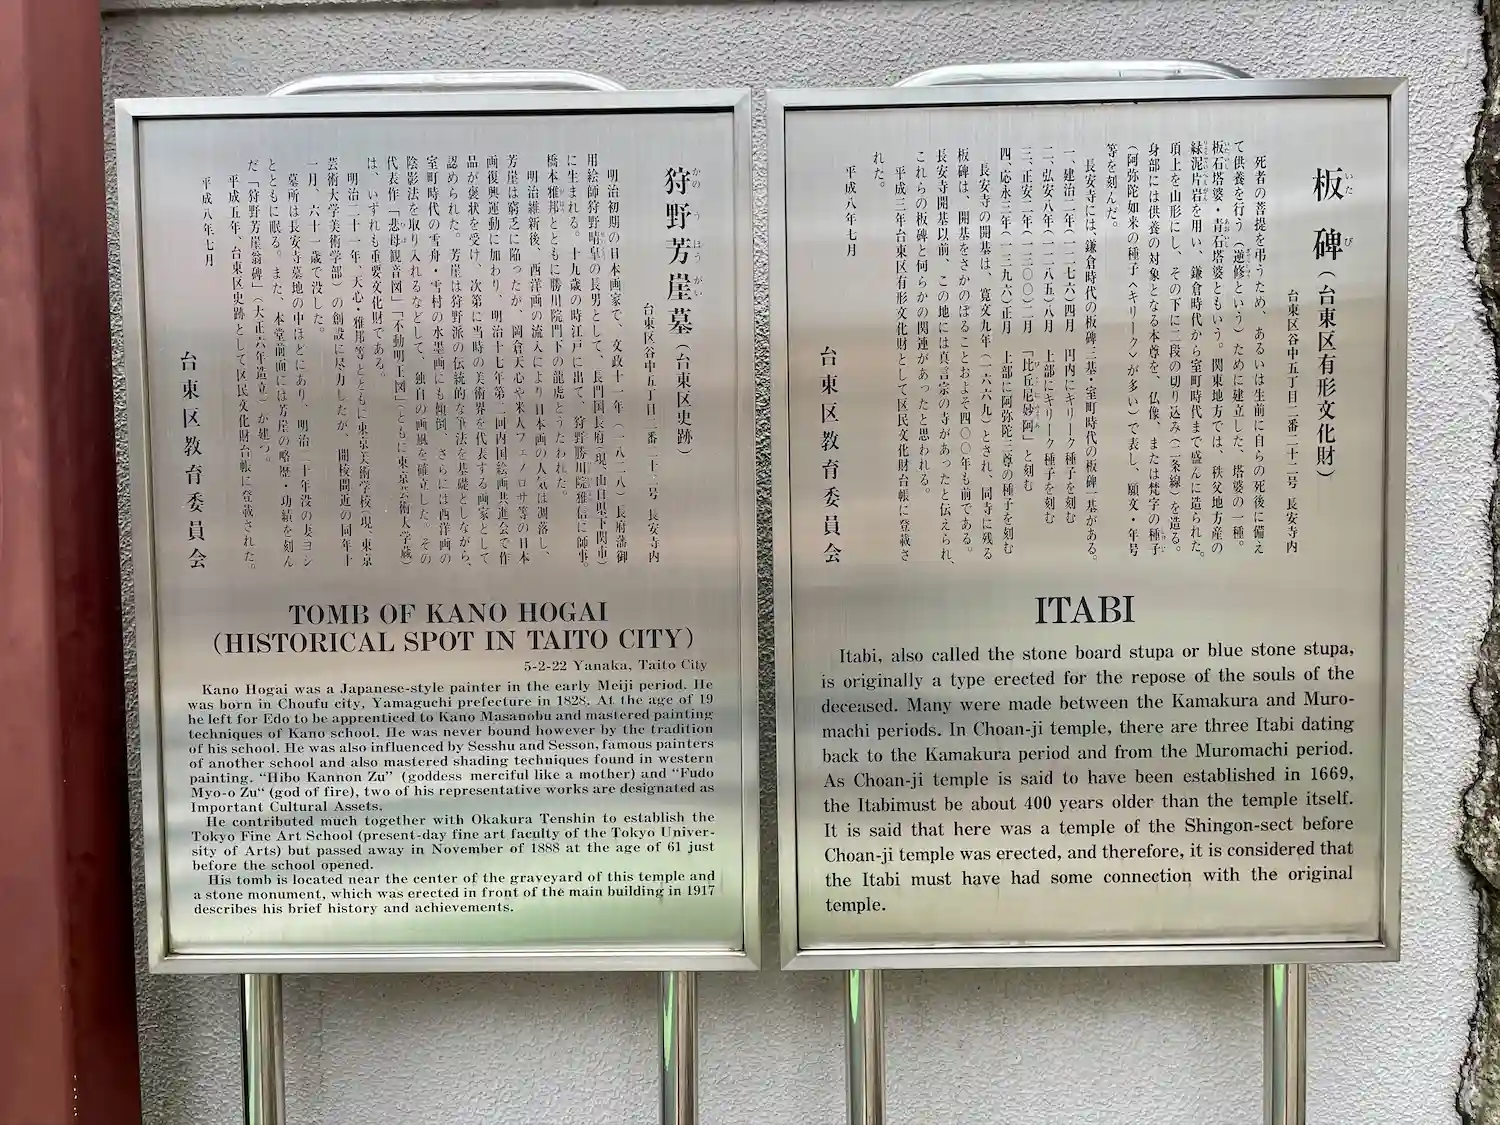 狩野芳崖墓(台東区史跡)
かのうほうがい
台東区谷中五丁目二番二十二号 長安寺内
明治初期の日本画家で、文政十一年(一八二八)長府藩御
用絵師狩野晴皐の長男として、長門国長府(現、山口県下関市)
に生まれる。十九歳の時江戸に出て、狩野勝川院雅信に師事。
橋本雅邦とともに勝川院門下の龍虎とうたわれた。
明治維新後、西洋画の流入により日本画の人気は凋落し、
芳崖は窮乏に陥ったが、岡倉天心や米人フェノロサ等の日本
画復興運動に加わり、明治十七年第二回内国絵画共進会で作
品が褒状を受け、次第に当時の美術界を代表する画家として
認められた。芳崖は狩野派の伝統的な筆法を基礎としながら、
室町時代の雪舟・雪村の水墨画にも傾倒、さらには西洋画の
陰影法を取り入れるなどして、独自の画風を確立した。その
代表作「悲母観音図」「不動明王図」(ともに東京芸術大学蔵)
は、いずれも重要文化財である。
明治二十一年、天心・雅邦等とともに東京美術学校(現・東京
芸術大学美術学部)の創設に尽力したが、開校間近の同年十
一月、六十一歳で没した。
墓所は長安寺墓地の中ほどにあり、明治二十年没の妻ヨシ
とともに眠る。また、本堂前面には芳崖の略歴・功績を刻ん
だ「狩野芳崖翁碑」(大正六年造立)が建つ。
平成五年、台東区史跡として区民文化財台帳に登載された。
平成八年七月
台東区教育委員会
TOMB OF KANO HOGAI
(HISTORICAL SPOT IN TAITO CITY)
5-2-22 Yanaka, Taito City
Kano Hogai was a Japanese-style painter in the early Meiji period. He
was born in Choufu city, Yamaguchi prefecture in 1828. At the age of 19
he left for Edo to be apprenticed to Kano Masanobu and mastered painting
techniques of Kano school. He was never bound however by the tradition
of his school. He was also influenced by Sesshu and Sesson, famous painters
of another school and also mastered shading techniques found in western
painting. "Hibo Kannon Zu" (goddess merciful like a mother) and "Fudo
Myo-o Zu" (god of fire), two of his representative works are designated as
Important Cultural Assets.
He contributed much together with Okakura Tenshin to establish the
Tokyo Fine Art School (present-day fine art faculty of the Tokyo Univer-
sity of Arts) but passed away in November of 1888 at the age of 61 just
before the school opened.
His tomb is located near the center of the graveyard of this temple and
a stone monument, which was erected in front of the main building in 1917
describes his brief history and achievements.
板碑(台東区有形文化財)
いたび
台東区谷中五丁目二番二十二号 長安寺内
死者の菩提を弔うため、あるいは生前に自らの死後に備え
て供養を行う(逆修という)ために建立した、塔婆の一種。
板石塔婆・青石塔婆ともいう。関東地方では、秩父地方産の
緑泥片岩を用い、鎌倉時代から室町時代まで盛んに造られた。
頂上を山形にし、その下に二段の切り込み(二条線)を造る。
身部には供養の対象となる本尊を、仏像、または梵字の種子
(阿弥陀如来の種子〈キリーク〉が多い)で表し、願文・年号
等を刻んだ。
長安寺には、鎌倉時代の板碑三基・室町時代の板碑一基がある。
一、建治二年(一二七六)四月 円内にキリーク種子を刻む
二、弘安八年(一二八五)八月 上部にキリーク種子を刻む
三、正安二年(一三〇〇)二月 「比丘尼妙阿」と刻む
四、応永三年(一三九六)正月 上部に阿弥陀三尊の種子を刻む
長安寺の開基は、寛文九年(一六六九)とされ、同寺に残る
板碑は、開基をさかのぼることおよそ四〇〇年も前である。
長安寺開基以前、この地には真言宗の寺があったと伝えられ、
これらの板碑と何らかの関連があったと思われる。
平成三年台東区有形文化財として区民文化財台帳に登載さ
れた。
平成八年七月
台東区教育委員会
ITABI
Itabi, also called the stone board stupa or blue stone stupa,
is originally a type erected for the repose of the souls of the
deceased. Many were made between the Kamakura and Muro-
machi periods. In Choan-ji temple, there are three Itabi dating
back to the Kamakura period and from the Muromachi period.
As Choan-ji temple is said to have been established in 1669,
the Itabimust be about 400 years older than the temple itself.
It is said that here was a temple of the Shingon-sect before
Choan-ji temple was erected, and therefore, it is considered that
the Itabi must have had some connection with the original
temple.